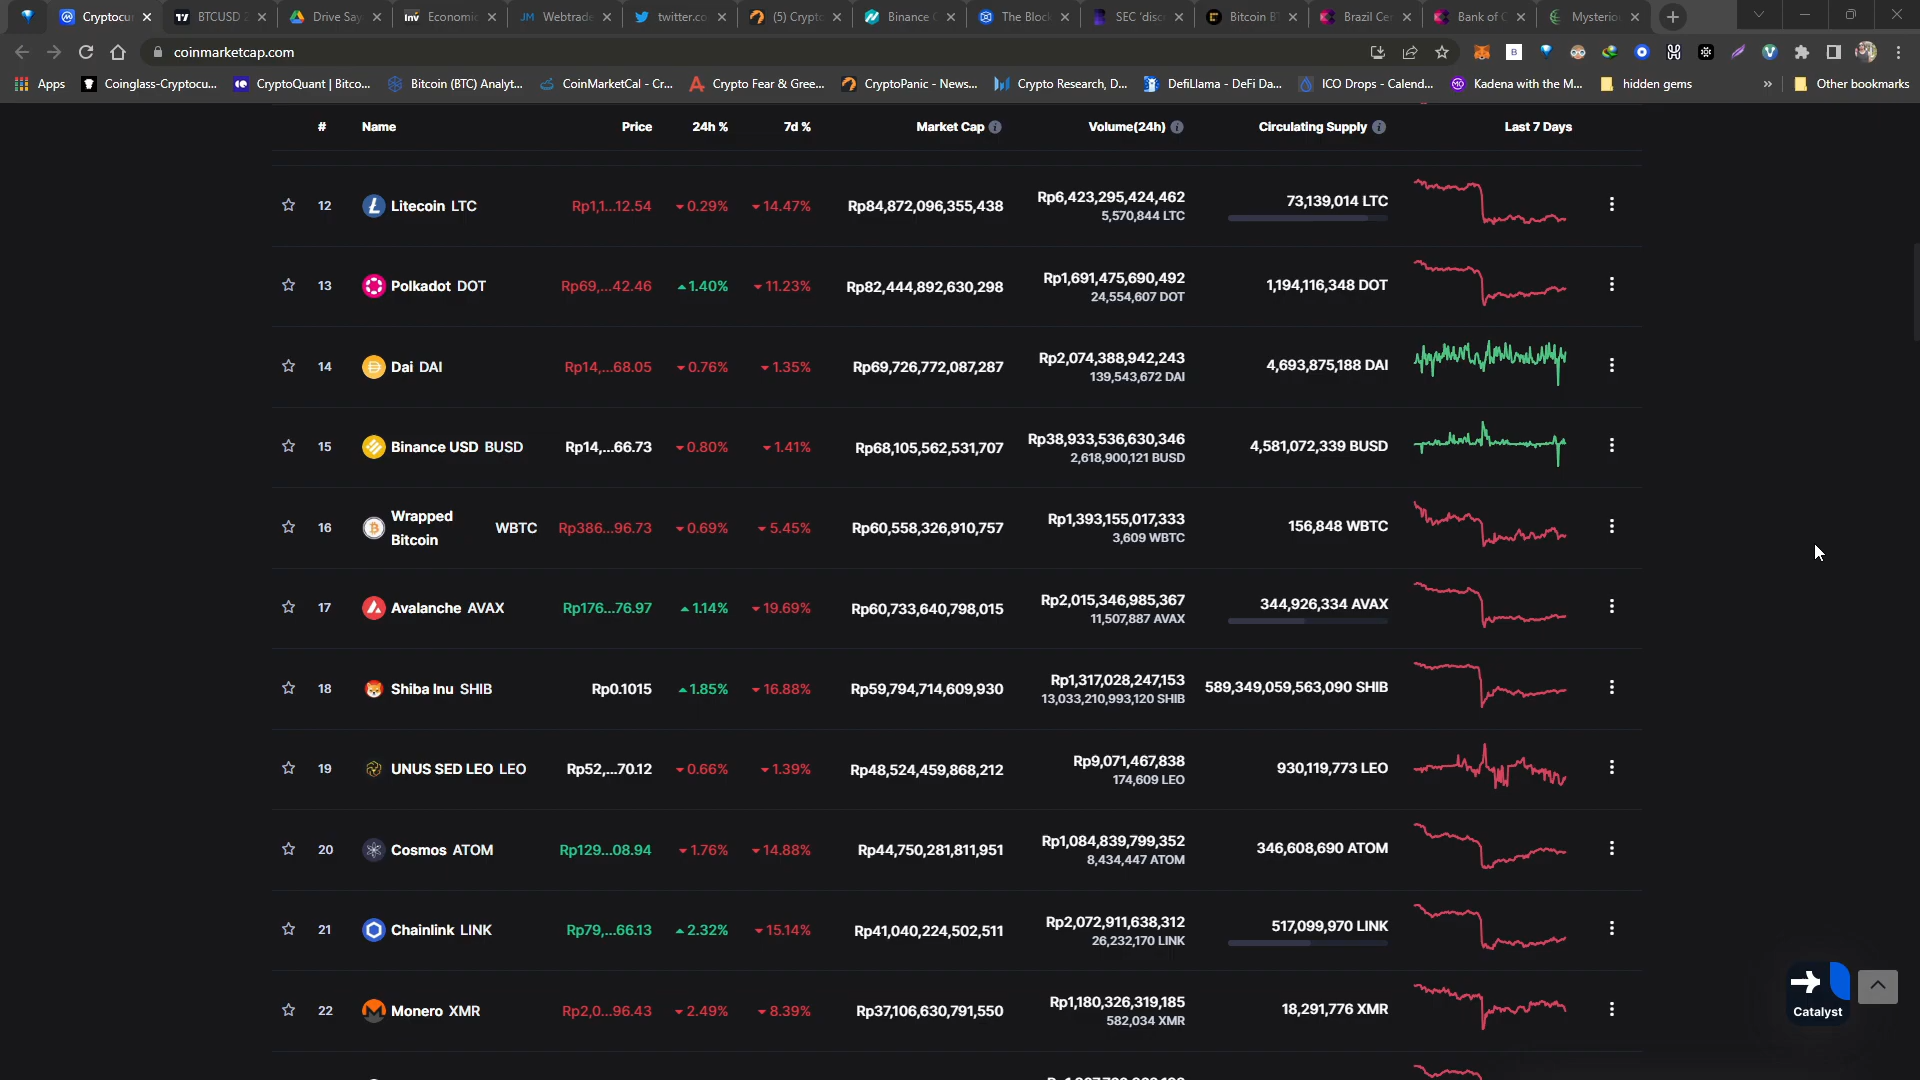 Cryptocu
BTCUSD 2
Drive Say
Economic
Webtrade
twitter.co
(5) Crypt
Binance C
The Block
SEC 'disc
Bitcoin B
Brazil Ce
Bank of C
Mysterio
coinmarketcap.com
Apps
Coinglass-Cryptocu...
CryptoQuant | Bitco...
Bitcoin (BTC) Analyt...
CoinMarketCal - Cr...
Crypto Fear & Gree...
CryptoPanic - News...
Crypto Research, D...
DefiLlama - DeFi Da...
ICO Drops - Calend...
Kadena with the M...
hidden gems
»
Other bookmarks
# Name Price 24h % 7d % Market Cap Volume(24h) Circulating Supply Last 7 Days
12 Litecoin LTC Rp1,1...12.54 0.29% 14.47% Rp84,872,096,355,438 Rp6,423,295,424,462 73,139,014 LTC
5,570,844 LTC
13 Polkadot DOT Rp69,...42.46 1.40% 11.23% Rp82,444,892,630,298 Rp1,691,475,690,492 1,194,116,348 DOT
24,554,607 DOT
14 Dai DAI Rp14,...68.05 0.76% 1.35% Rp69,726,772,087,287 Rp2,074,388,942,243 4,693,875,188 DAI
139,543,672 DAI
15 Binance USD BUSD Rp14,...66.73 0.80% 1.41% Rp68,105,562,531,707 Rp38,933,536,630,346 4,581,072,339 BUSD
2,618,900,121 BUSD
16 Wrapped Bitcoin WBTC Rp386...96.73 0.69% 5.45% Rp60,558,326,910,757 Rp1,393,155,017,333 156,848 WBTC
3,609 WBTC
17 Avalanche AVAX Rp176...76.97 1.14% 19.69% Rp60,733,640,798,015 Rp2,015,346,985,367 344,926,334 AVAX
11,507,887 AVAX
18 Shiba Inu SHIB Rp0.1015 1.85% 16.88% Rp59,794,714,609,930 Rp1,317,028,247,153 589,349,059,563,090 SHIB
13,033,210,993,120 SHIB
19 UNUS SED LEO LEO Rp52,...70.12 0.66% 1.39% Rp48,524,459,868,212 Rp9,071,467,838 930,119,773 LEO
174,609 LEO
20 Cosmos ATOM Rp129...08.94 1.76% 14.88% Rp44,750,281,811,951 Rp1,084,839,799,352 346,608,690 ATOM
8,434,447 ATOM
21 Chainlink LINK Rp79,...66.13 2.32% 15.14% Rp41,040,224,502,511 Rp2,072,911,638,312 517,099,970 LINK
26,232,170 LINK
22 Monero XMR Rp2,0...96.43 2.49% 8.39% Rp37,106,630,791,550 Rp1,180,326,319,185 18,291,776 XMR
582,034 XMR
Catalyst